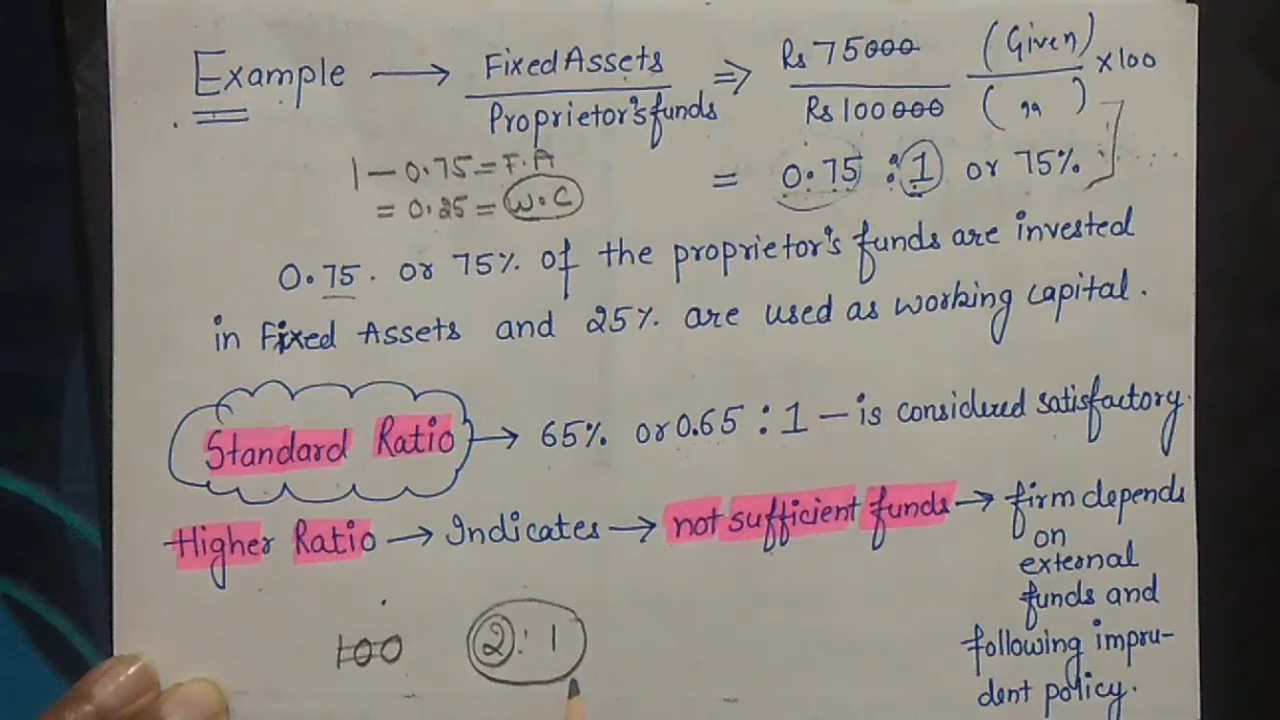 Example → Fixed Assets / Proprietor's funds ⇒ Rs 75000 / Rs 100000 (Given) / ( ,, ) × 100
1 - 0.75 = F.A
= 0.75 : 1 or 75%
= 0.25 = W.C
0.75. or 75% of the proprietor's funds are invested
in Fixed Assets and 25% are used as working capital.
Standard Ratio → 65% or 0.65 : 1 - is considered satisfactory.
Higher Ratio → Indicates → not sufficient funds → firm depends
on
external
funds and
following impru-
dent policy.
100 2 : 1